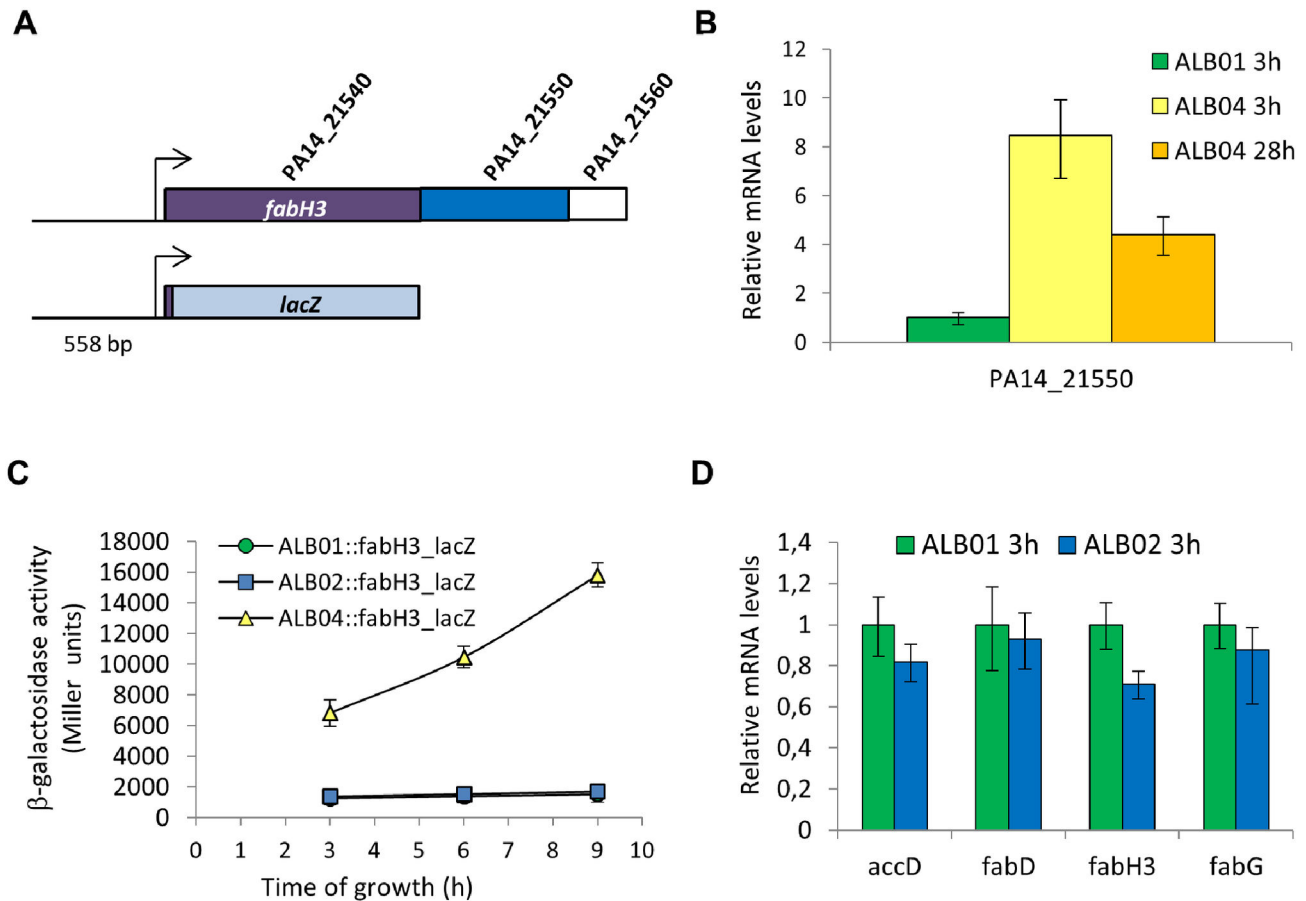 A
PA14_21540
PA14_21550
PA14_21560
fabH3
lacZ
558 bp
B
Relative mRNA levels
12
10
8
6
4
2
0
ALB01 3h
ALB04 3h
ALB04 28h
PA14_21550
C
β-galactosidase activity
(Miller units)
18000
16000
14000
12000
10000
8000
6000
4000
2000
0
ALB01::fabH3_lacZ
ALB02::fabH3_lacZ
ALB04::fabH3_lacZ
0 1 2 3 4 5 6 7 8 9 10
Time of growth (h)
D
Relative mRNA levels
1,4
1,2
1
0,8
0,6
0,4
0,2
0
ALB01 3h ALB02 3h
accD fabD fabH3 fabG